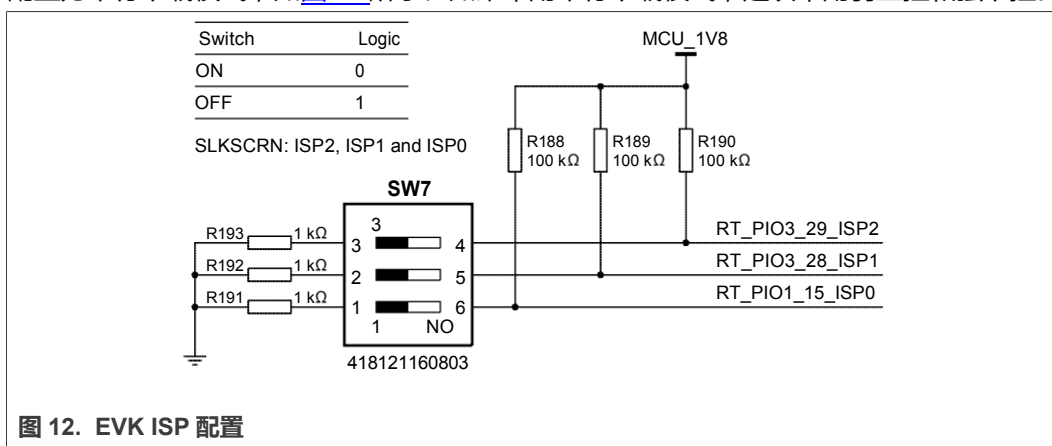 Switch Logic
ON 0
OFF 1
SLKSCRN: ISP2, ISP1 and ISP0
MCU_1V8
R188
100 kΩ
R189
100 kΩ
R190
100 kΩ
SW7
R193 1 kΩ
R192 1 kΩ
R191 1 kΩ
3
3 4
2 5
1 6
1 NO
418121160803
RT_PIO3_29_ISP2
RT_PIO3_28_ISP1
RT_PIO1_15_ISP0
图 12. EVK ISP 配置